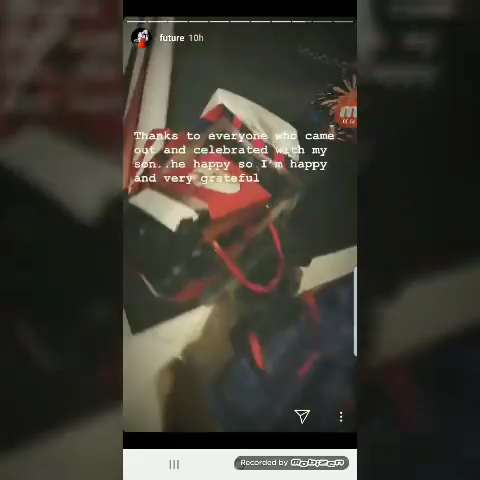 future 10h
Thanks to everyone who came
out and celebrated with my
son..he happy so I'm happy
and very grateful
Recorded by MOBIZEN